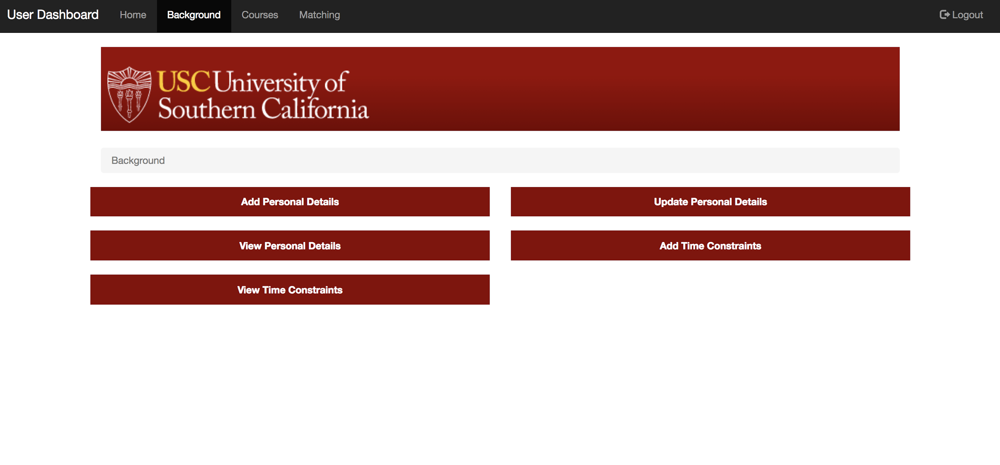 User Dashboard Home Background Courses Matching Logout
USC University of
Southern California
Background
Add Personal Details Update Personal Details
View Personal Details Add Time Constraints
View Time Constraints